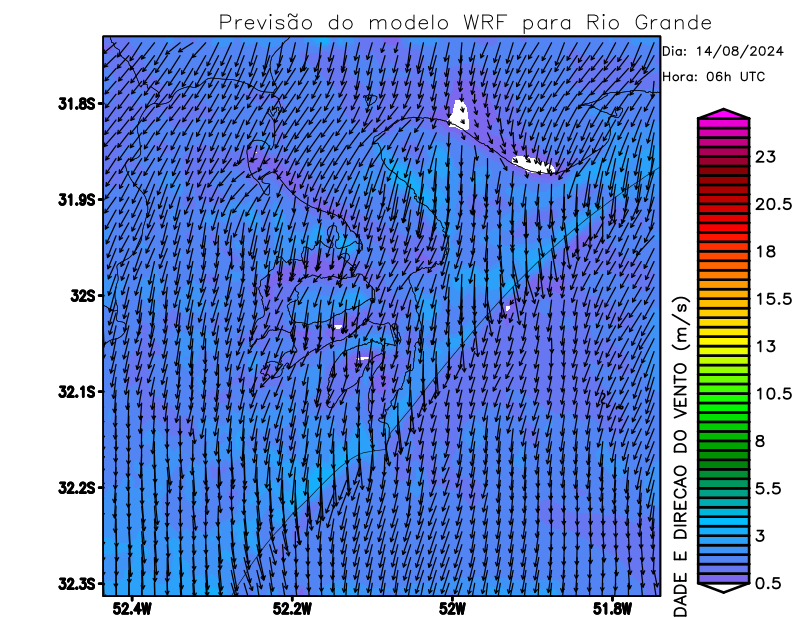 Previsão do modelo WRF para Rio Grande
Dia: 14/08/2024
Hora: 06h UTC
31.8S
31.9S
32S
32.1S
32.2S
32.3S
52.4W
52.2W
52W
51.8W
23
20.5
18
15.5
13
10.5
8
5.5
3
0.5
DADE E DIRECAO DO VENTO (m/s)